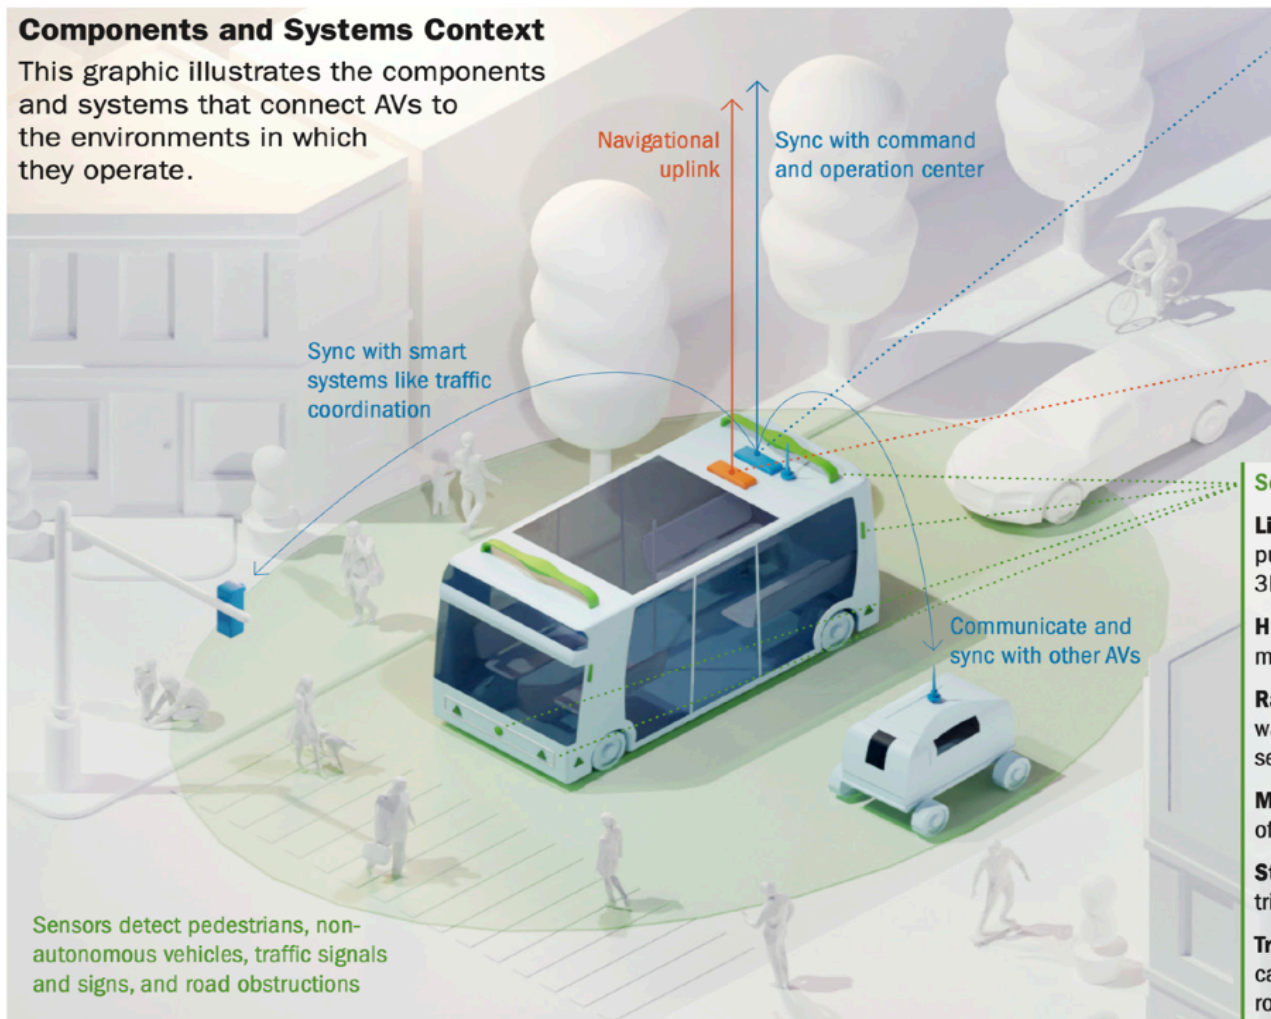 Components and Systems Context
This graphic illustrates the components
and systems that connect AVs to
the environments in which
they operate.
Navigational
uplink
Sync with command
and operation center
Sync with smart
systems like traffic
coordination
Communicate and
sync with other AVs
Sensors detect pedestrians, non-
autonomous vehicles, traffic signals
and signs, and road obstructions